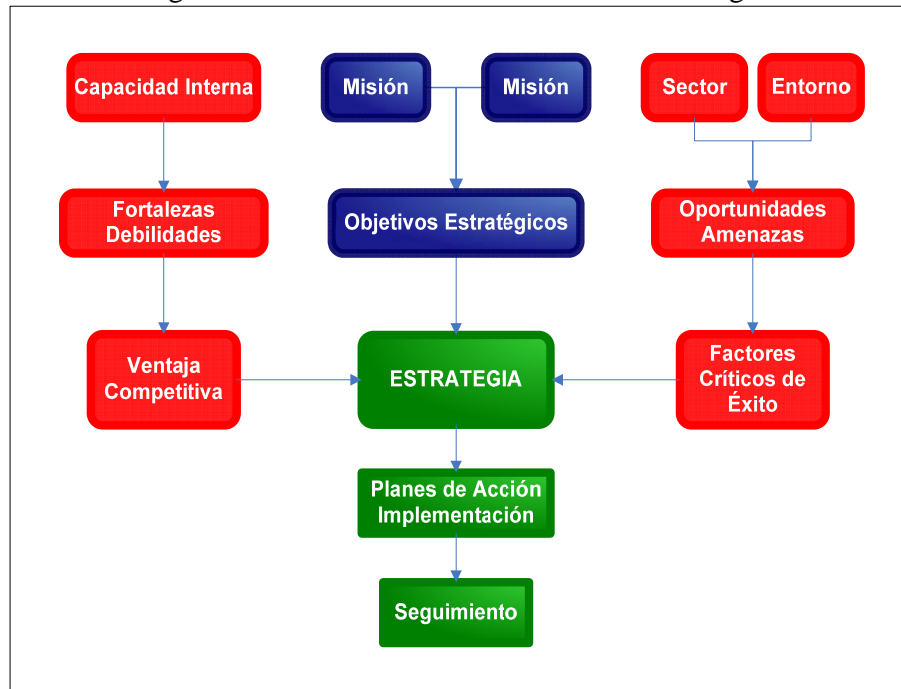 Capacidad Interna
Misión
Misión
Sector
Entorno
Fortalezas
Debilidades
Objetivos Estratégicos
Oportunidades
Amenazas
Ventaja
Competitiva
ESTRATEGIA
Factores
Críticos de
Éxito
Planes de Acción
Implementación
Seguimiento